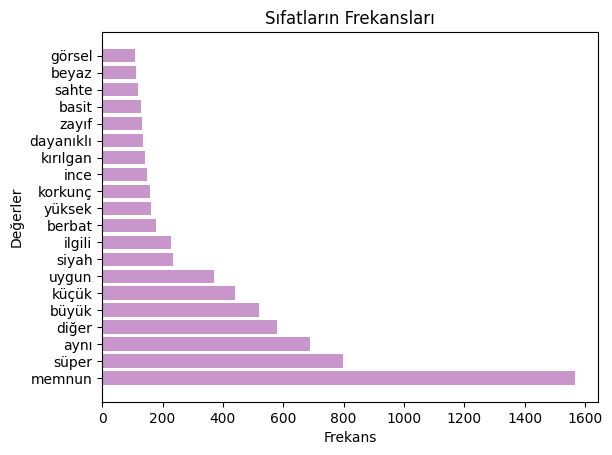 Sıfatların Frekansları
görsel
beyaz
sahte
basit
zayıf
dayanıklı
kırılgan
ince
korkunç
yüksek
berbat
ilgili
siyah
uygun
küçük
büyük
diğer
aynı
süper
memnun
Değerler
0 200 400 600 800 1000 1200 1400 1600
Frekans